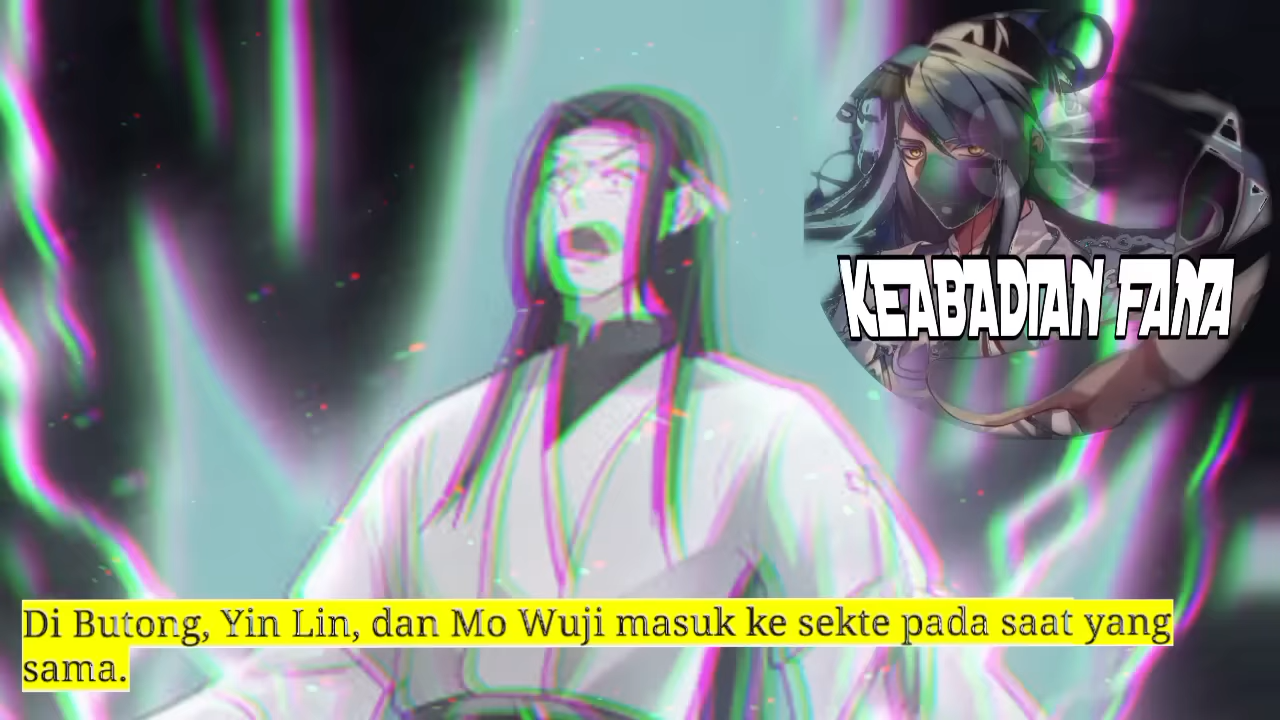 KEABADIAN FANA
Di Butong, Yin Lin, dan Mo Wuji masuk ke sekte pada saat yang
sama.